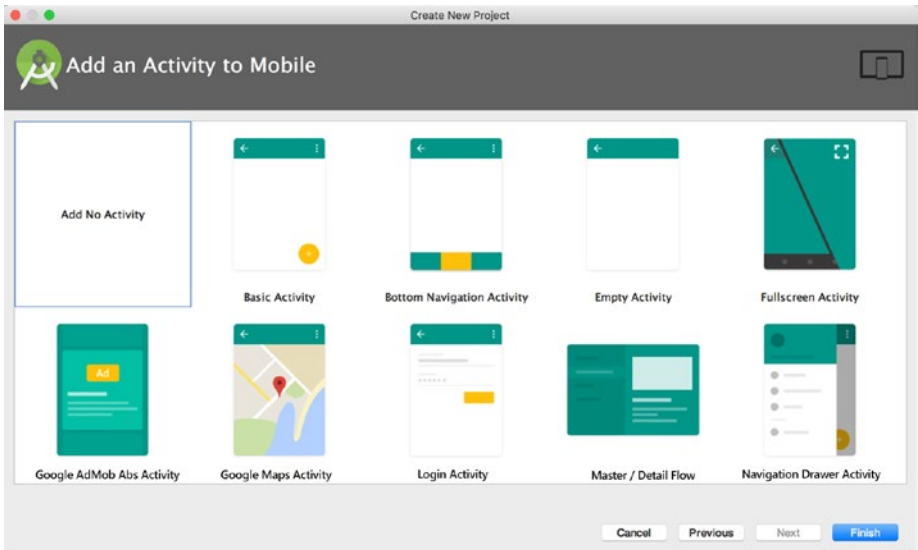 Create New Project
Add an Activity to Mobile
Add No Activity
Basic Activity
Bottom Navigation Activity
Empty Activity
Fullscreen Activity
Ad
Google AdMob Abs Activity
Google Maps Activity
Login Activity
Master / Detail Flow
Navigation Drawer Activity
Cancel
Previous
Next
Finish